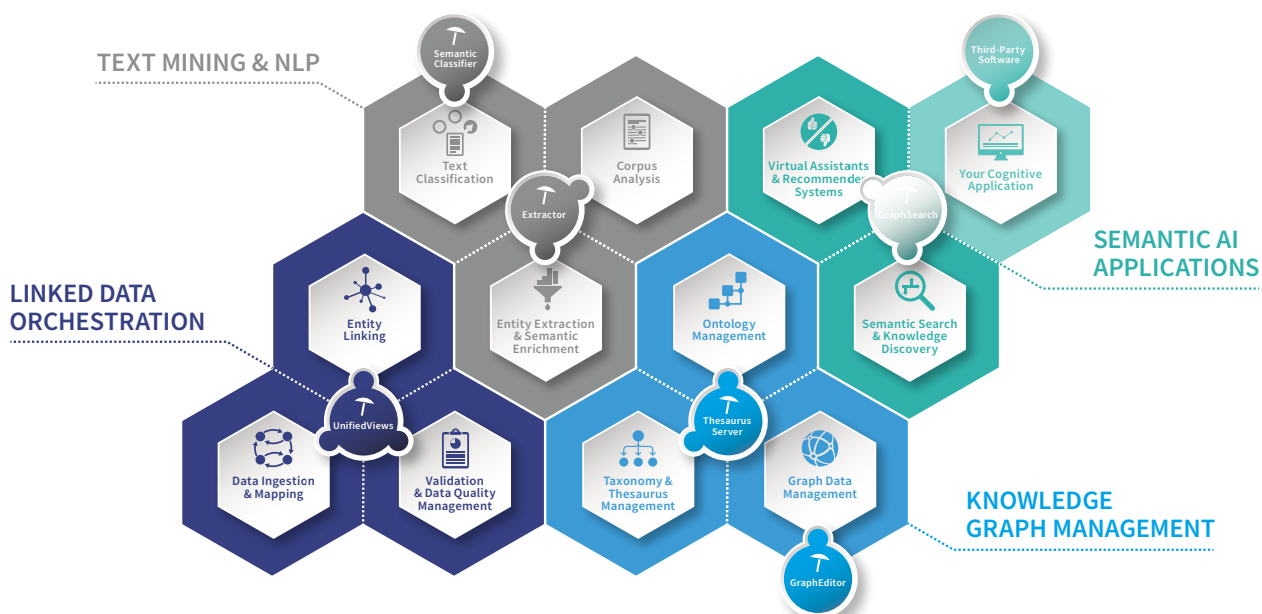 Semantic
Classifier
Third-Party
Software
TEXT MINING & NLP
Text
Classification
Corpus
Analysis
Virtual Assistants
& Recommender
Systems
Your Cognitive
Application
Extractor
GraphSearch
SEMANTIC AI
APPLICATIONS
LINKED DATA
ORCHESTRATION
Entity
Linking
Entity Extraction
& Semantic
Enrichment
Ontology
Management
Semantic Search
& Knowledge
Discovery
UnifiedViews
Thesaurus
Server
Data Ingestion
& Mapping
Validation
& Data Quality
Management
Taxonomy &
Thesaurus
Management
Graph Data
Management
KNOWLEDGE
GRAPH MANAGEMENT
GraphEditor